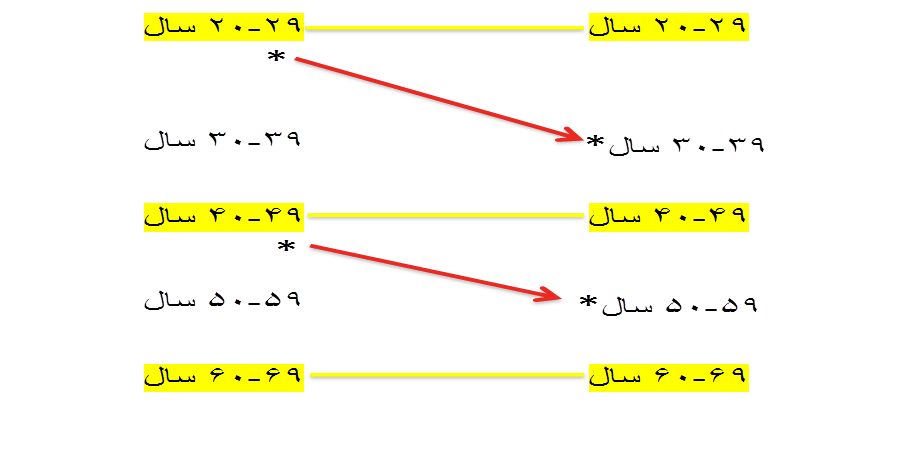 ۲۰-۲۹ سال ۲۰-۲۹ سال
*
۳۰-۳۹ سال ۳۰-۳۹ سال*
۴۰-۴۹ سال ۴۰-۴۹ سال
*
۵۰-۵۹ سال ۵۰-۵۹ سال*
۶۰-۶۹ سال ۶۰-۶۹ سال